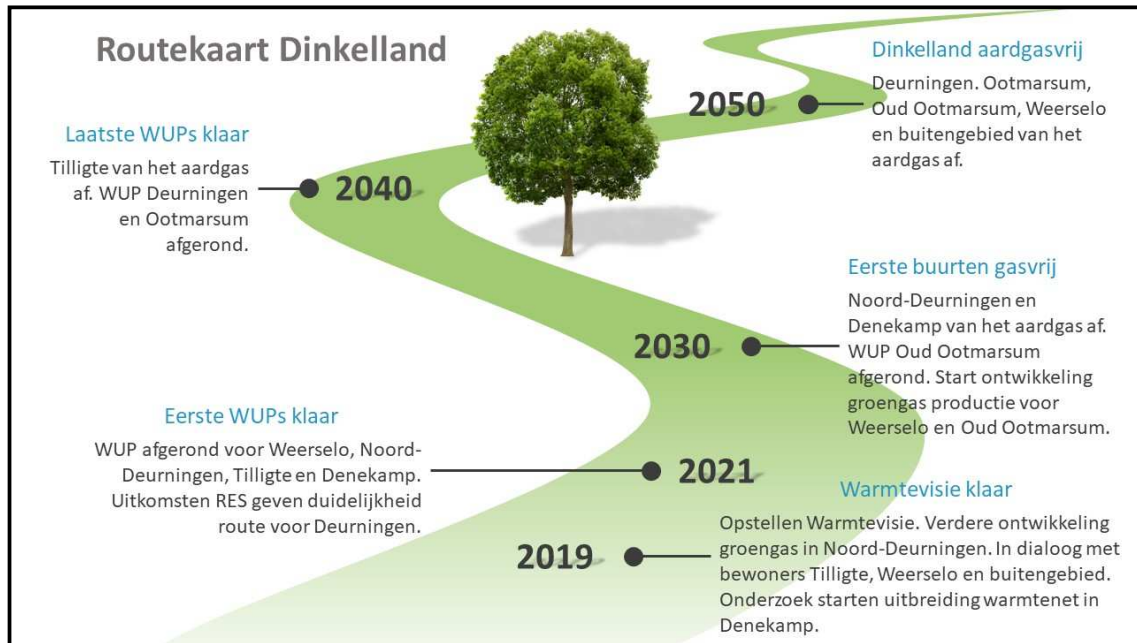 Routekaart Dinkelland
Dinkelland aardgasvrij
2050
Deurningen. Ootmarsum,
Oud Ootmarsum, Weerselo
en buitengebied van het
aardgas af.
Laatste WUPs klaar
Tilligte van het aardgas
af. WUP Deurningen
en Ootmarsum
afgerond.
2040
Eerste buurten gasvrij
2030
Noord-Deurningen en
Denekamp van het aardgas af.
WUP Oud Ootmarsum
afgerond. Start ontwikkeling
groengas productie voor
Weerselo en Oud Ootmarsum.
Eerste WUPs klaar
WUP afgerond voor Weerselo, Noord-
Deurningen, Tilligte en Denekamp.
Uitkomsten RES geven duidelijkheid
route voor Deurningen.
2021
Warmtevisie klaar
2019
Opstellen Warmtevisie. Verdere ontwikkeling
groengas in Noord-Deurningen. In dialoog met
bewoners Tilligte, Weerselo en buitengebied.
Onderzoek starten uitbreiding warmtenet in
Denekamp.